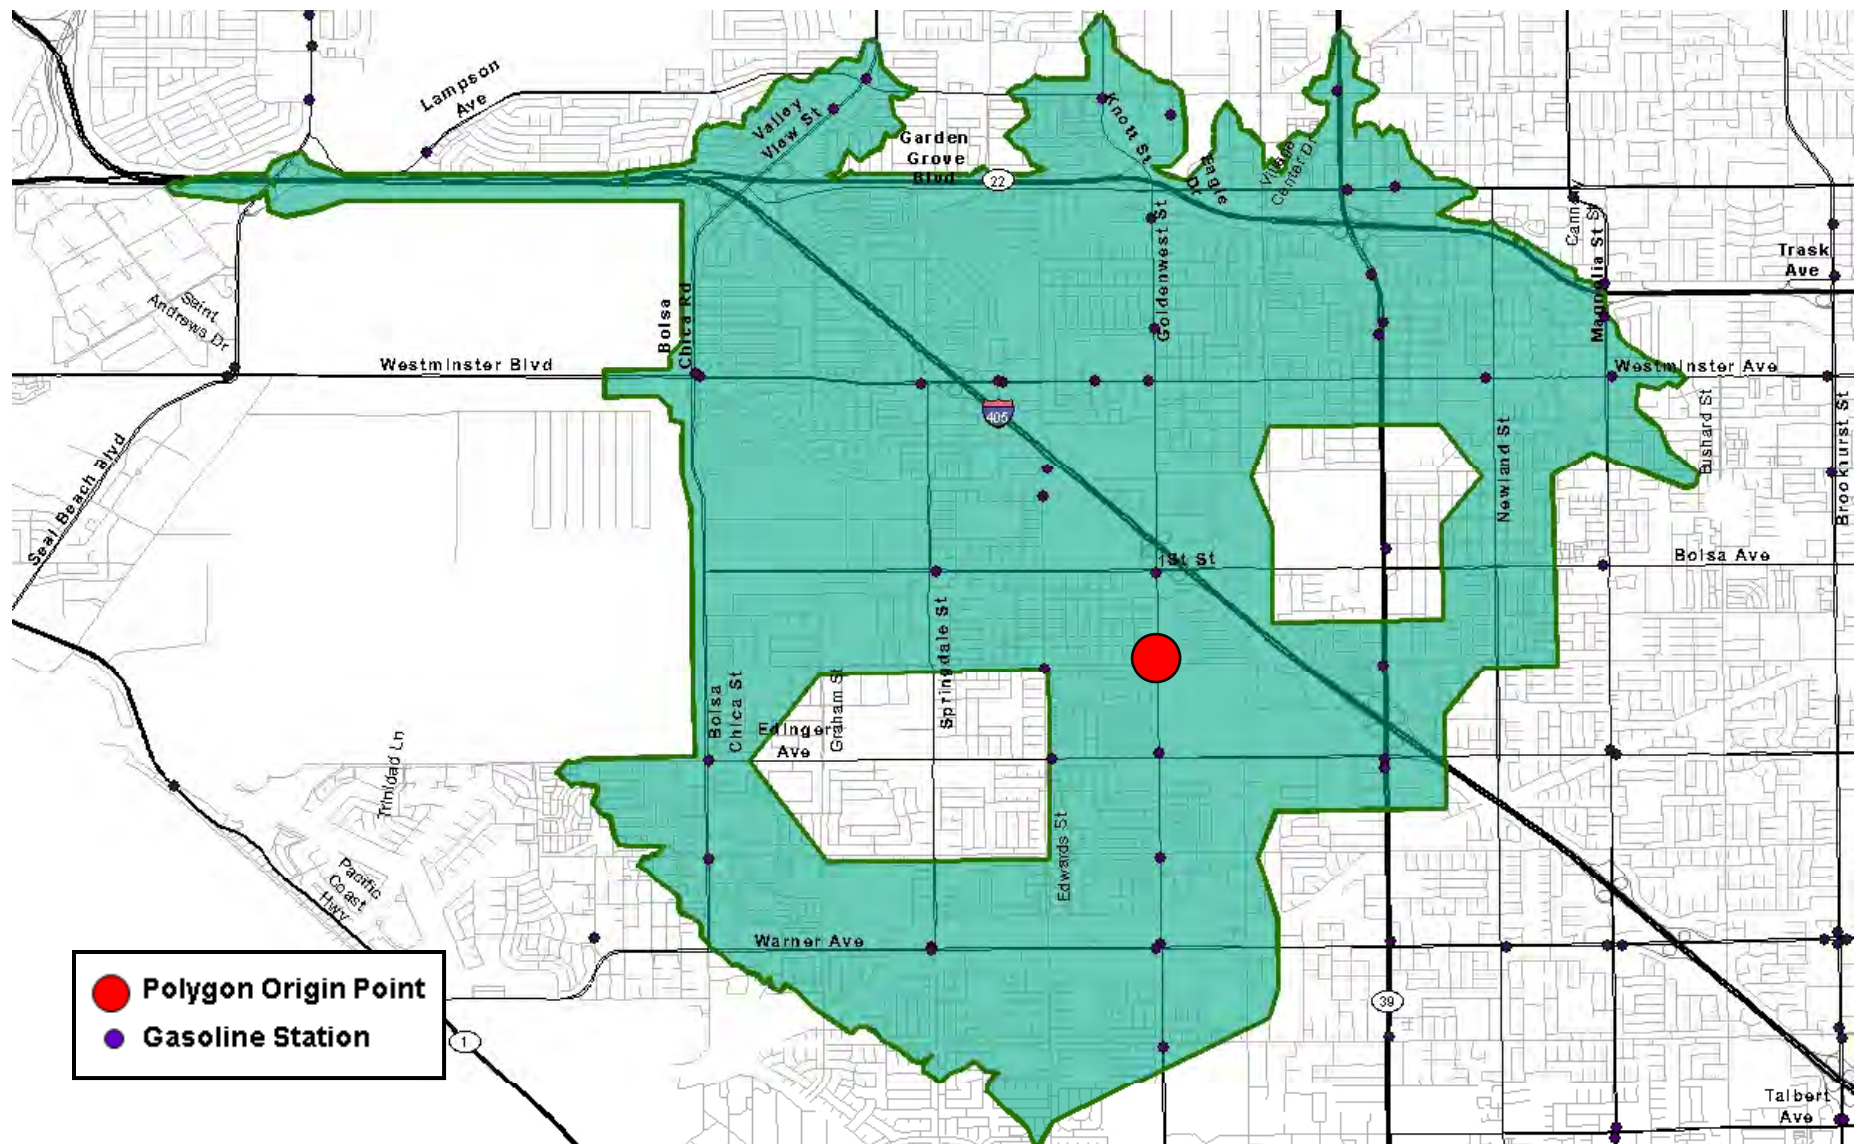 Lampson
Ave
Valley
View St
Garden
Grove
Blvd
22
Knott St
Eagle
Dr
Village
Center Dr
Magnolia St
Trask
Ave
Saint
Andrews Dr
Bolsa
Chica Rd
Goldenwest St
Westminster Blvd
Westminster Ave
405
Seal Beach Blvd
Newland St
Bushard St
Brookhurst St
1St St
Bolsa Ave
Springdale St
Bolsa
Chica St
Graham St
Edinger
Ave
Trinidad Ln
Edwards St
Pacific
Coast
Hwy
Warner Ave
39
1
Talbert
Ave
Polygon Origin Point
Gasoline Station